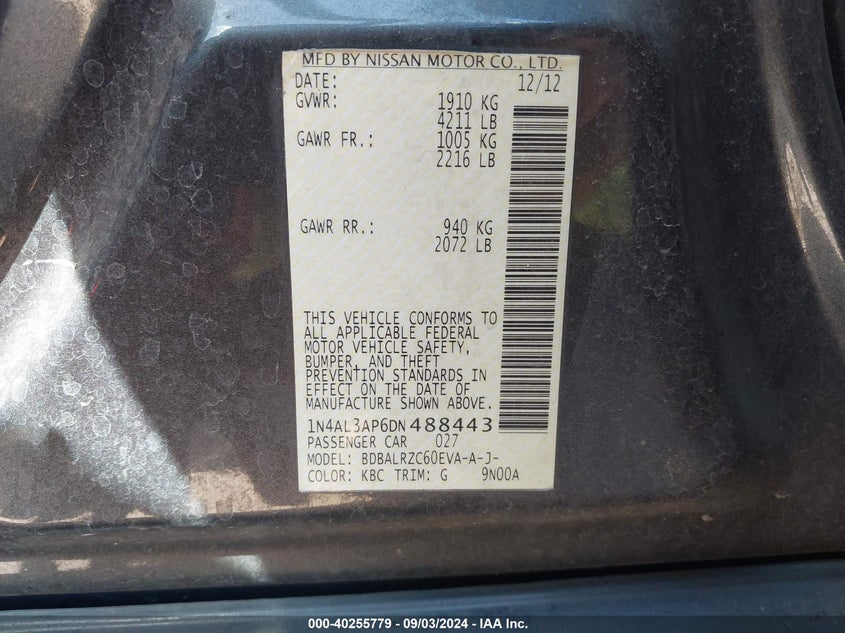 MFD BY NISSAN MOTOR CO., LTD.
DATE: 12/12
GVWR: 1910 KG
4211 LB
GAWR FR.: 1005 KG
2216 LB
GAWR RR.: 940 KG
2072 LB
THIS VEHICLE CONFORMS TO
ALL APPLICABLE FEDERAL
MOTOR VEHICLE SAFETY,
BUMPER, AND THEFT
PREVENTION STANDARDS IN
EFFECT ON THE DATE OF
MANUFACTURE SHOWN ABOVE.
1N4AL3AP6DN488443
PASSENGER CAR 027
MODEL: BDBALRZC60EVA-A-J-
COLOR: KBC TRIM: G 9N00A
000-40255779 - 09/03/2024 - IAA Inc.